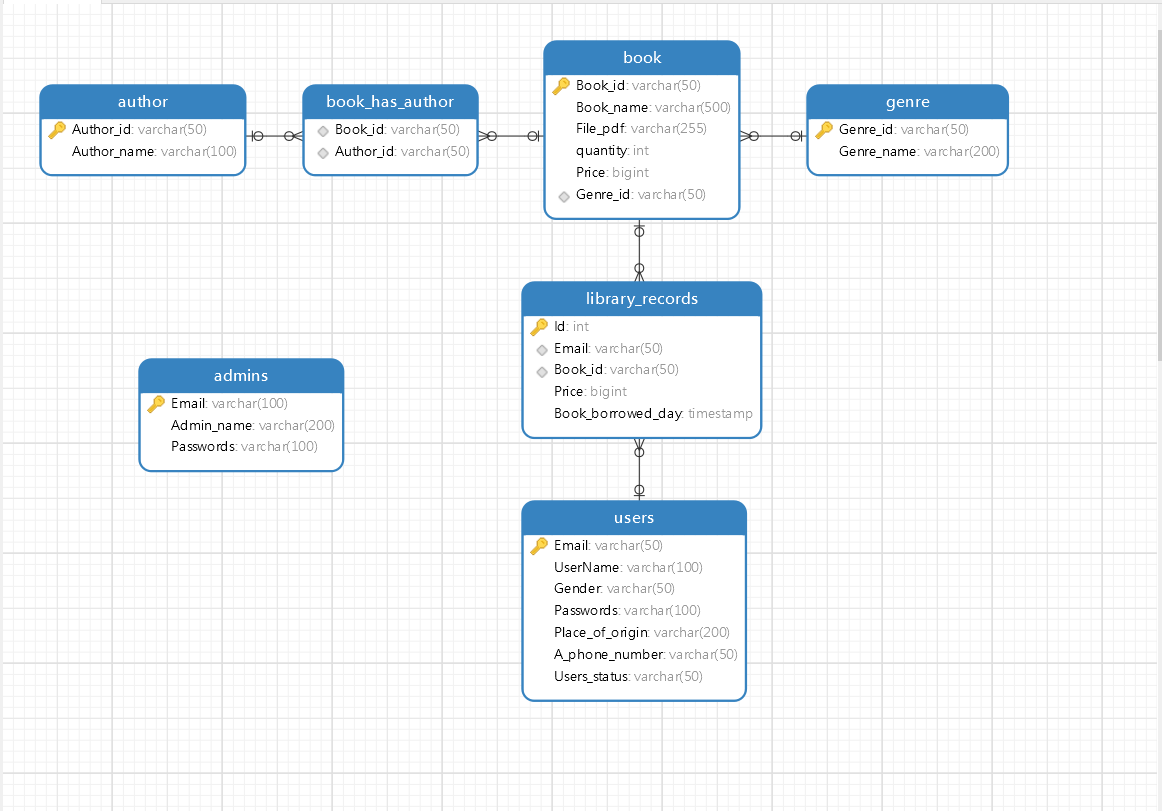 author
Author_id: varchar(50)
Author_name: varchar(100)
book_has_author
Book_id: varchar(50)
Author_id: varchar(50)
book
Book_id: varchar(50)
Book_name: varchar(500)
File_pdf: varchar(255)
quantity: int
Price: bigint
Genre_id: varchar(50)
genre
Genre_id: varchar(50)
Genre_name: varchar(200)
library_records
Id: int
Email: varchar(50)
Book_id: varchar(50)
Price: bigint
Book_borrowed_day: timestamp
admins
Email: varchar(100)
Admin_name: varchar(200)
Passwords: varchar(100)
users
Email: varchar(50)
UserName: varchar(100)
Gender: varchar(50)
Passwords: varchar(100)
Place_of_origin: varchar(200)
A_phone_number: varchar(50)
Users_status: varchar(50)